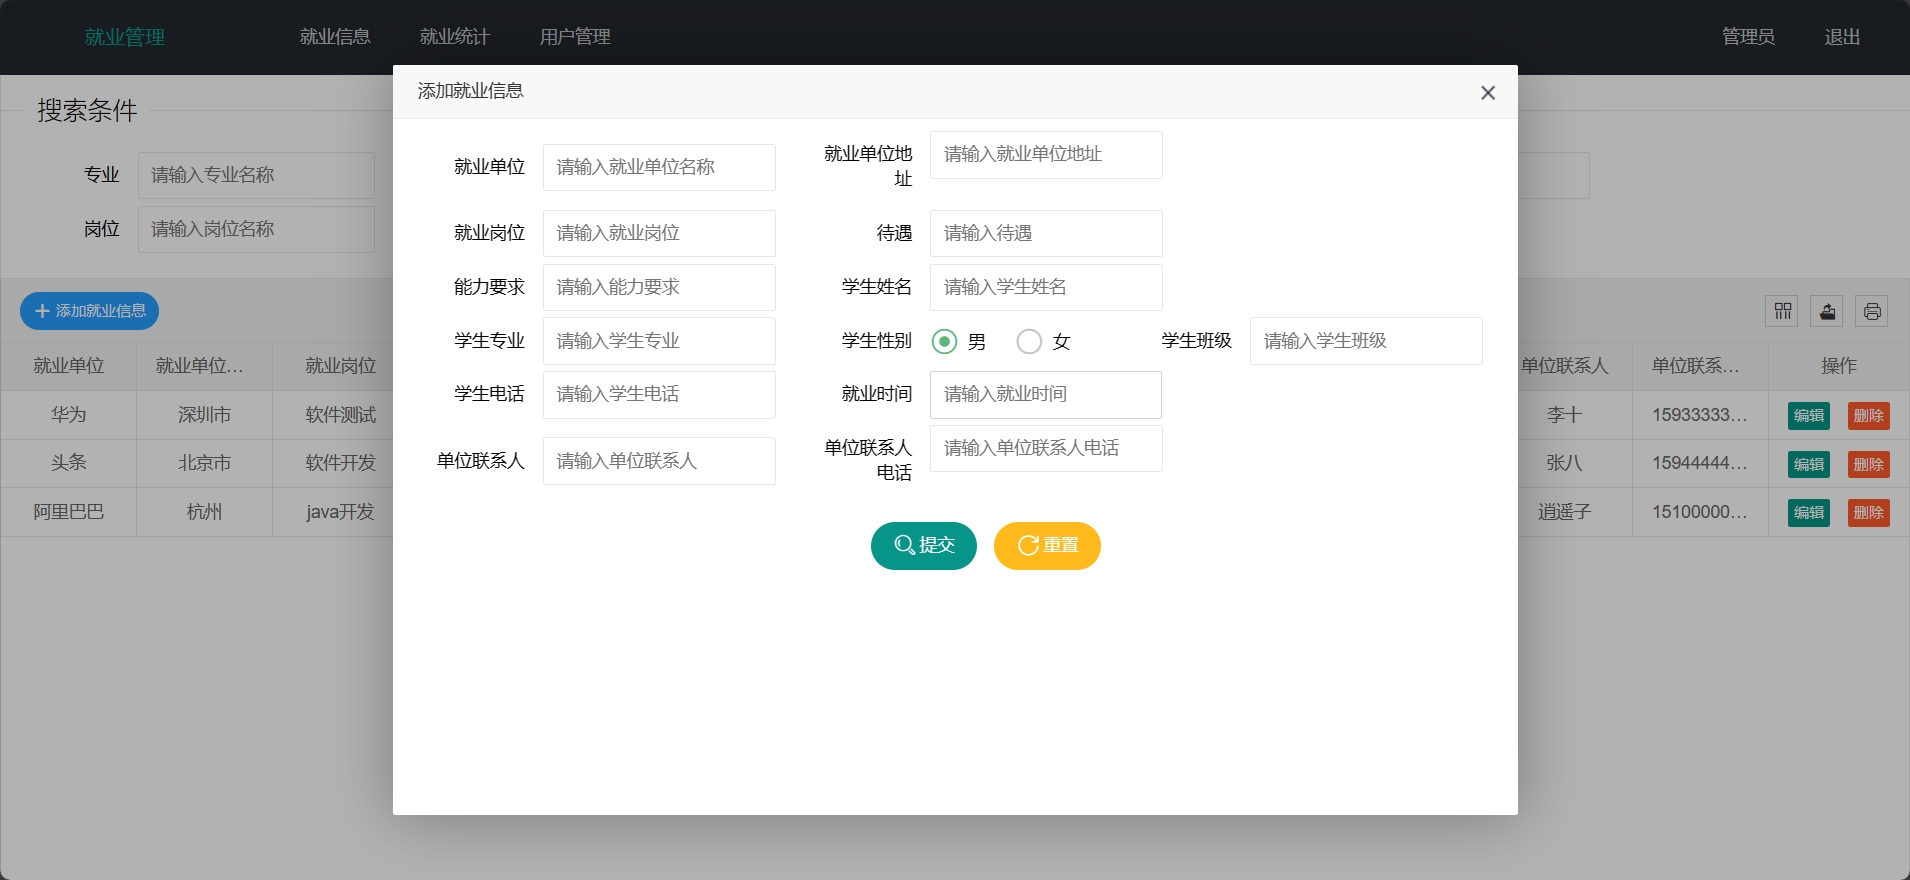 就业管理 就业信息 就业统计 用户管理 管理员 退出
添加就业信息
搜索条件
专业 请输入专业名称
岗位 请输入岗位名称
就业单位 请输入就业单位名称 就业单位地址 请输入就业单位地址
就业岗位 请输入就业岗位 待遇 请输入待遇
能力要求 请输入能力要求 学生姓名 请输入学生姓名
学生专业 请输入学生专业 学生性别 男 女 学生班级 请输入学生班级
学生电话 请输入学生电话 就业时间 请输入就业时间
单位联系人 请输入单位联系人 单位联系人电话 请输入单位联系人电话
提交 重置
添加就业信息
就业单位 就业单位… 就业岗位 单位联系人 单位联系… 操作
华为 深圳市 软件测试 李十 15933333… 编辑 删除
头条 北京市 软件开发 张八 15944444… 编辑 删除
阿里巴巴 杭州 java开发 逍遥子 15100000… 编辑 删除